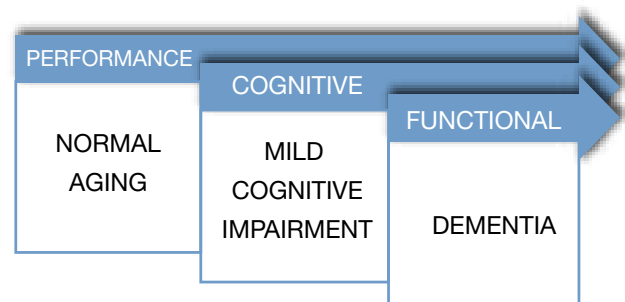 PERFORMANCE
NORMAL
AGING
COGNITIVE
MILD
COGNITIVE
IMPAIRMENT
FUNCTIONAL
DEMENTIA